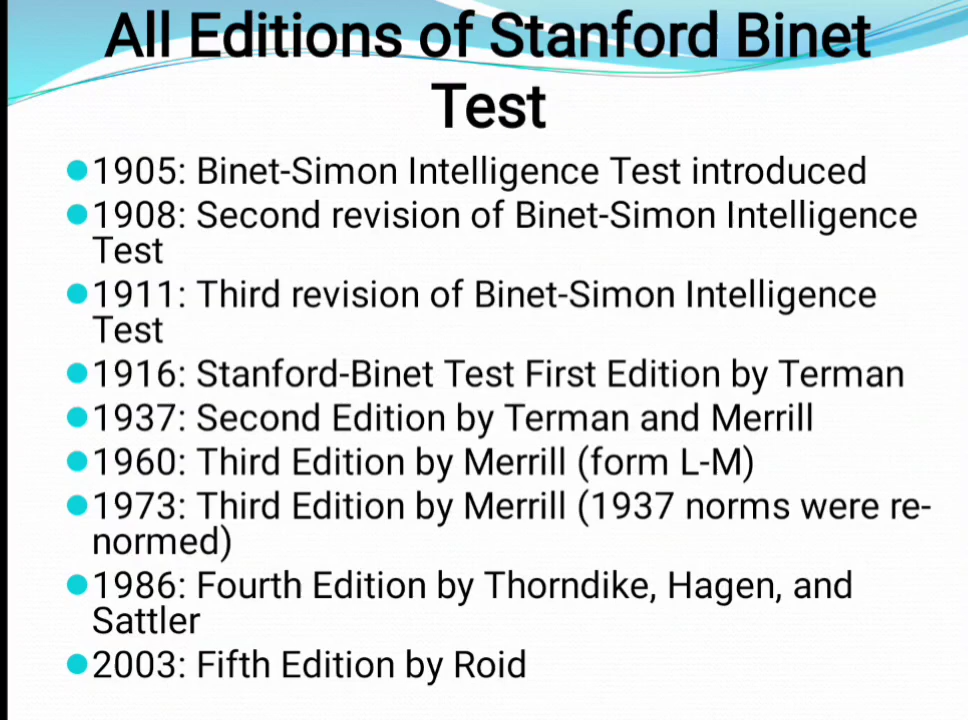 All Editions of Stanford Binet
Test
1905: Binet-Simon Intelligence Test introduced
1908: Second revision of Binet-Simon Intelligence
Test
1911: Third revision of Binet-Simon Intelligence
Test
1916: Stanford-Binet Test First Edition by Terman
1937: Second Edition by Terman and Merrill
1960: Third Edition by Merrill (form L-M)
1973: Third Edition by Merrill (1937 norms were re-
normed)
1986: Fourth Edition by Thorndike, Hagen, and
Sattler
2003: Fifth Edition by Roid